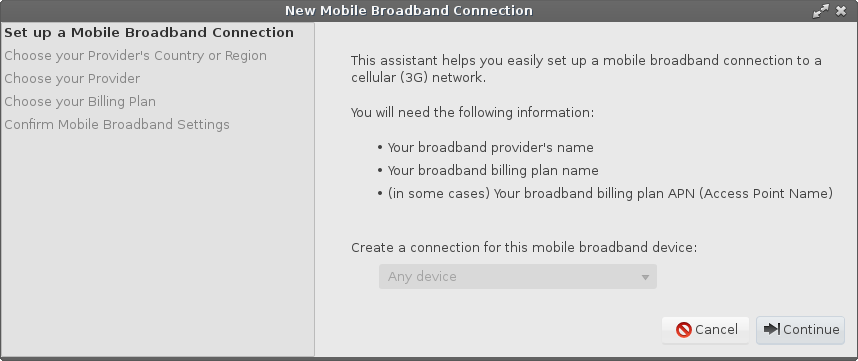 New Mobile Broadband Connection
Set up a Mobile Broadband Connection
Choose your Provider's Country or Region
Choose your Provider
Choose your Billing Plan
Confirm Mobile Broadband Settings
This assistant helps you easily set up a mobile broadband connection to a
cellular (3G) network.
You will need the following information:
• Your broadband provider's name
• Your broadband billing plan name
• (in some cases) Your broadband billing plan APN (Access Point Name)
Create a connection for this mobile broadband device:
Any device
Cancel
Continue